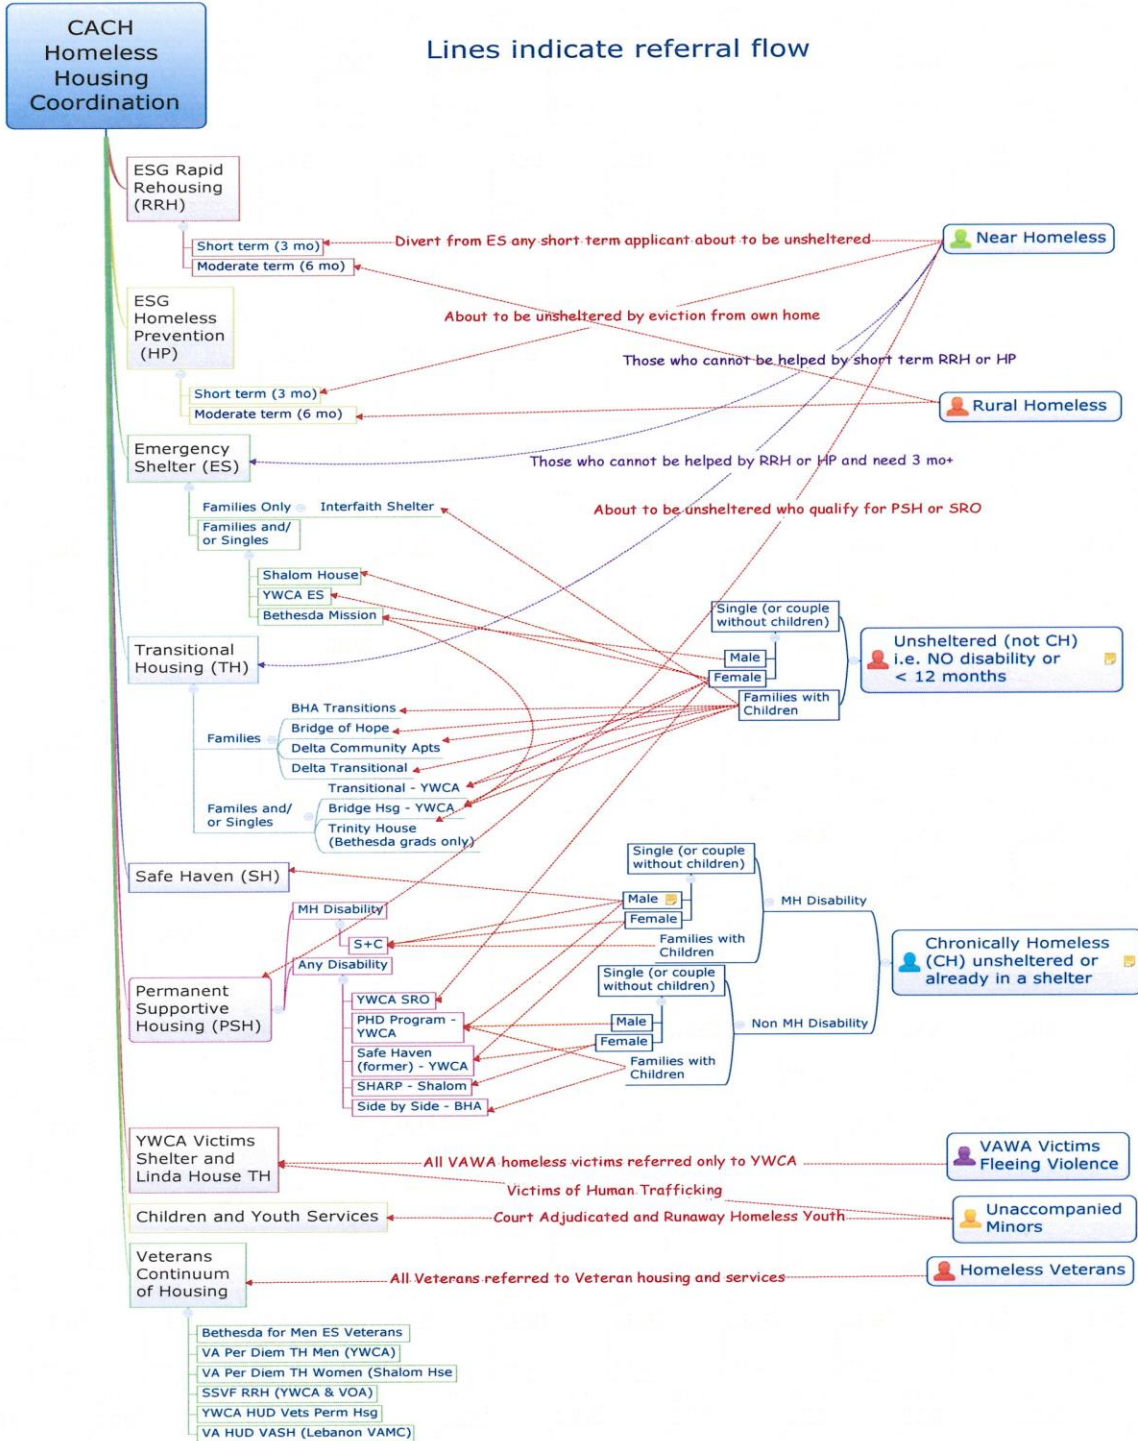 CACH
Homeless
Housing
Coordination
Lines indicate referral flow
ESG Rapid
Rehousing
(RRH)
Short term (3 mo)
Moderate term (6 mo)
Divert from ES any short term applicant about to be unsheltered
Near Homeless
ESG
Homeless
Prevention
(HP)
About to be unsheltered by eviction from own home
Those who cannot be helped by short term RRH or HP
Short term (3 mo)
Moderate term (6 mo)
Rural Homeless
Emergency
Shelter (ES)
Those who cannot be helped by RRH or HP and need 3 mo+
Families Only
Interfaith Shelter
About to be unsheltered who qualify for PSH or SRO
Families and/
or Singles
Shalom House
YWCA ES
Bethesda Mission
Single (or couple
without children)
Male
Female
Families with
Children
Unsheltered (not CH)
i.e. NO disability or
< 12 months
Transitional
Housing (TH)
Families
BHA Transitions
Bridge of Hope
Delta Community Apts
Delta Transitional
Familes and/
or Singles
Transitional - YWCA
Bridge Hsg - YWCA
Trinity House
(Bethesda grads only)
Safe Haven (SH)
Single (or couple
without children)
Male
Female
Families with
Children
MH Disability
Permanent
Supportive
Housing (PSH)
MH Disability
S+C
Any Disability
YWCA SRO
PHD Program -
YWCA
Safe Haven
(former) - YWCA
SHARP - Shalom
Side by Side - BHA
Single (or couple
without children)
Male
Female
Families with
Children
Non MH Disability
Chronically Homeless
(CH) unsheltered or
already in a shelter
YWCA Victims
Shelter and
Linda House TH
All VAWA homeless victims referred only to YWCA
VAWA Victims
Fleeing Violence
Victims of Human Trafficking
Children and Youth Services
Court Adjudicated and Runaway Homeless Youth
Unaccompanied
Minors
Veterans
Continuum
of Housing
All Veterans referred to Veteran housing and services
Homeless Veterans
Bethesda for Men ES Veterans
VA Per Diem TH Men (YWCA)
VA Per Diem TH Women (Shalom Hse
SSVF RRH (YWCA & VOA)
YWCA HUD Vets Perm Hsg
VA HUD VASH (Lebanon VAMC)